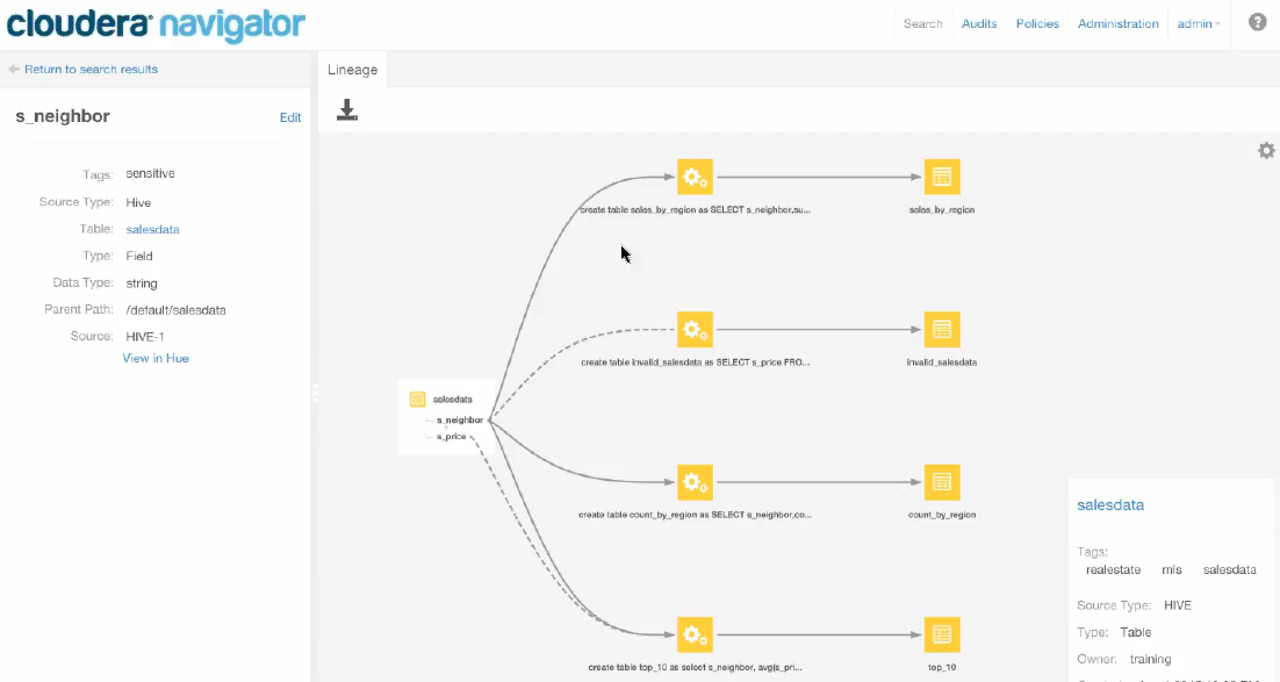 cloudera navigator
Search Audits Policies Administration admin
Return to search results
Lineage
s_neighbor Edit
Tags: sensitive
Source Type: Hive
Table: salesdata
Type: Field
Data Type: string
Parent Path: /default/salesdata
Source: HIVE-1
View in Hue
create table sales_by_region as SELECT s_neighbor,su...
sales_by_region
create table invalid_salesdata as SELECT s_price FRO...
invalid_salesdata
salesdata
s_neighbor
s_price
create table count_by_region as SELECT s_neighbor,co...
count_by_region
create table top_10 as select s_neighbor, avg(s_pri...
top_10
salesdata
Tags:
realestate mls salesdata
Source Type: HIVE
Type: Table
Owner: training